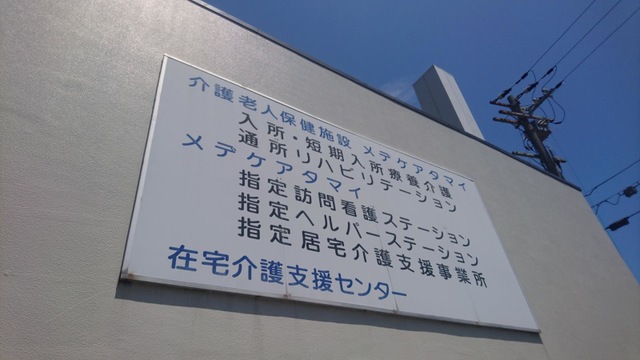 介護老人保健施設 メデケアタマイ
入所・短期入所療養介護
通所リハビリテーション
メデケアタマイ
指定訪問看護ステーション
指定ヘルパーステーション
指定居宅介護支援事業所
在宅介護支援センター